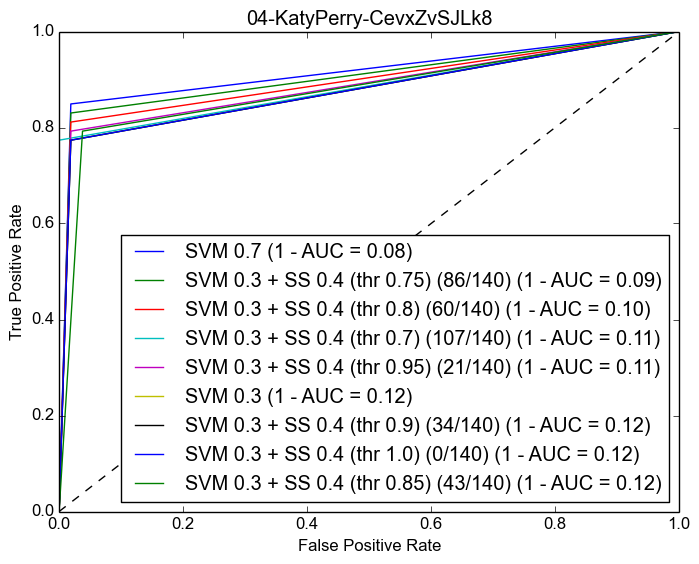 04-KatyPerry-CevxZvSJLk8
1.0
0.8
0.6
0.4
0.2
0.0
True Positive Rate
SVM 0.7 (1 - AUC = 0.08)
SVM 0.3 + SS 0.4 (thr 0.75) (86/140) (1 - AUC = 0.09)
SVM 0.3 + SS 0.4 (thr 0.8) (60/140) (1 - AUC = 0.10)
SVM 0.3 + SS 0.4 (thr 0.7) (107/140) (1 - AUC = 0.11)
SVM 0.3 + SS 0.4 (thr 0.95) (21/140) (1 - AUC = 0.11)
SVM 0.3 (1 - AUC = 0.12)
SVM 0.3 + SS 0.4 (thr 0.9) (34/140) (1 - AUC = 0.12)
SVM 0.3 + SS 0.4 (thr 1.0) (0/140) (1 - AUC = 0.12)
SVM 0.3 + SS 0.4 (thr 0.85) (43/140) (1 - AUC = 0.12)
0.0 0.2 0.4 0.6 0.8 1.0
False Positive Rate